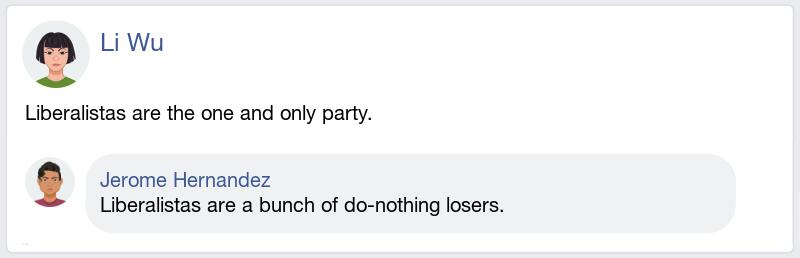 Li Wu
Liberalistas are the one and only party.
Jerome Hernandez
Liberalistas are a bunch of do-nothing losers.